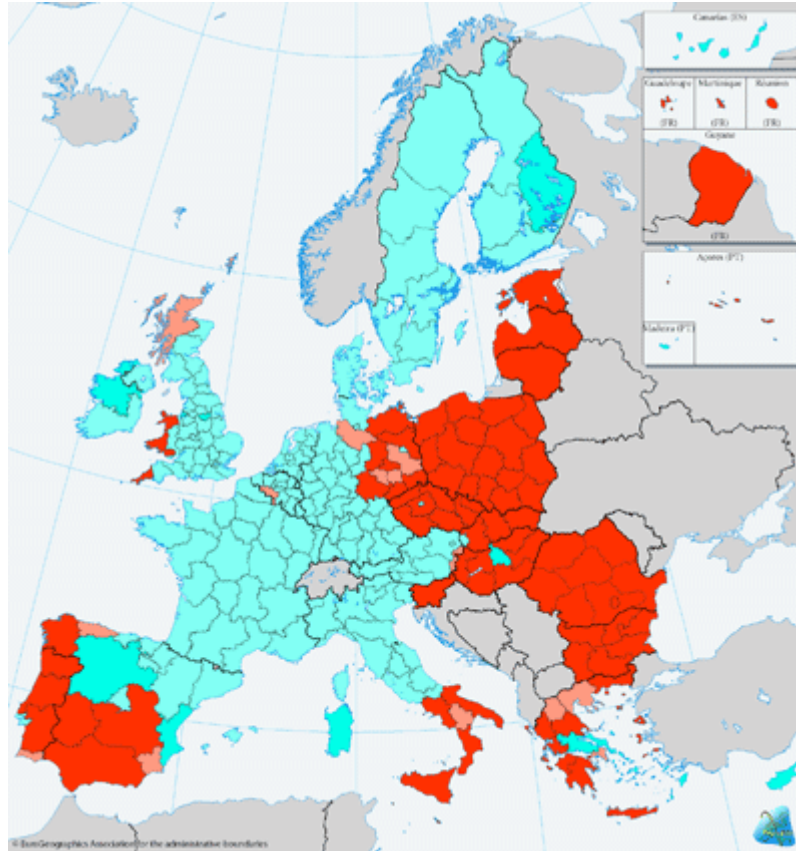 Canarias (ES)
Guadeloupe Martinique Réunion
(FR) (FR) (FR)
Guyane
(FR)
Açores (PT)
Madeira (PT)
© EuroGeographics Association for the administrative boundaries